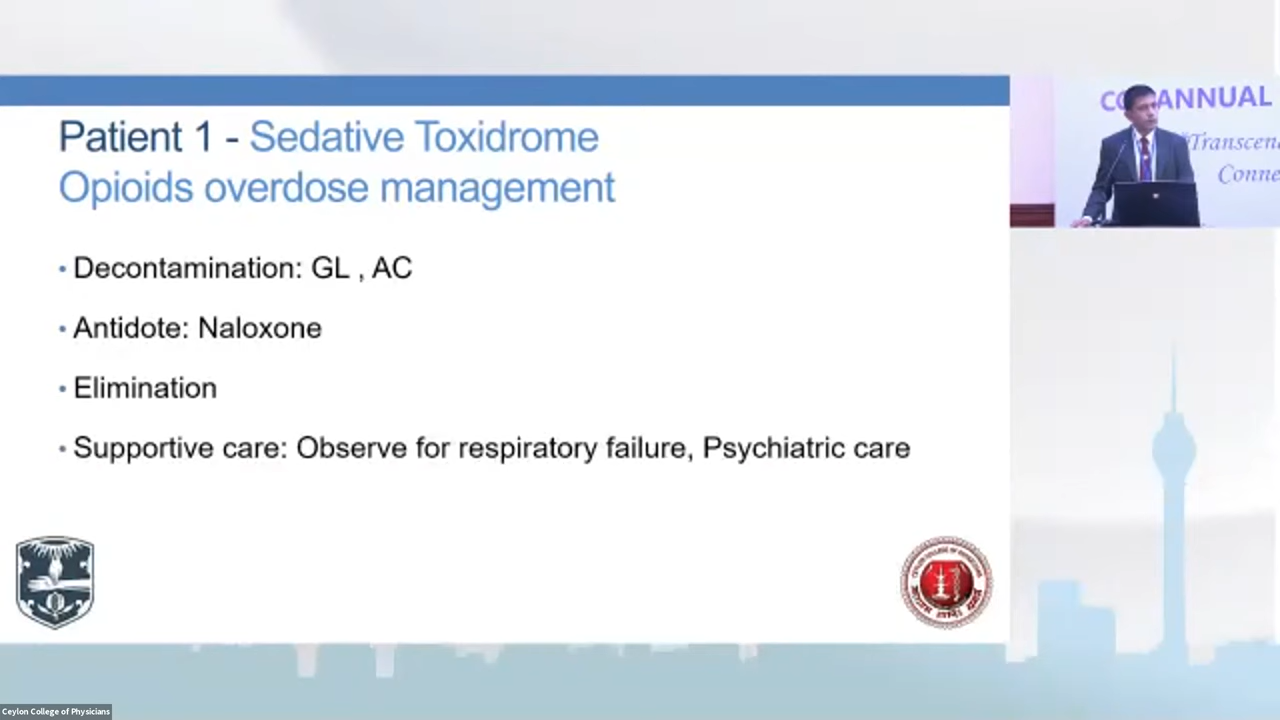 Patient 1 - Sedative Toxidrome
Opioids overdose management
• Decontamination: GL , AC
• Antidote: Naloxone
• Elimination
• Supportive care: Observe for respiratory failure, Psychiatric care
ANNUAL
Ceylon College of Physicians